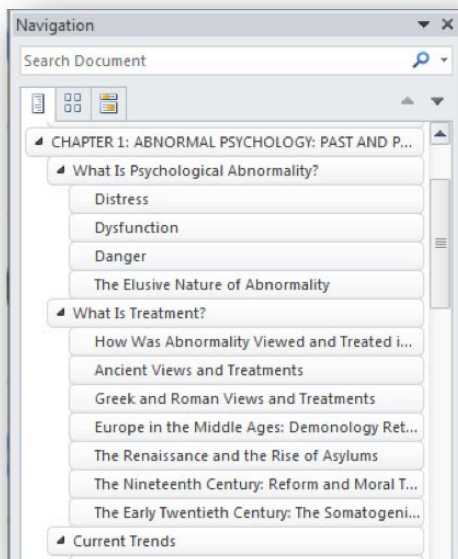 Navigation
Search Document
CHAPTER 1: ABNORMAL PSYCHOLOGY: PAST AND P...
What Is Psychological Abnormality?
Distress
Dysfunction
Danger
The Elusive Nature of Abnormality
What Is Treatment?
How Was Abnormality Viewed and Treated i...
Ancient Views and Treatments
Greek and Roman Views and Treatments
Europe in the Middle Ages: Demonology Ret...
The Renaissance and the Rise of Asylums
The Nineteenth Century: Reform and Moral T...
The Early Twentieth Century: The Somatogeni...
Current Trends